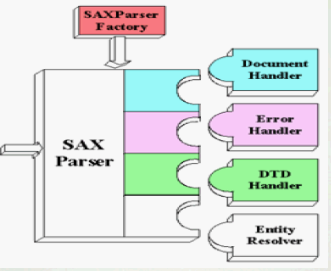 SAXParser
Factory
SAX
Parser
Document
Handler
Error
Handler
DTD
Handler
Entity
Resolver